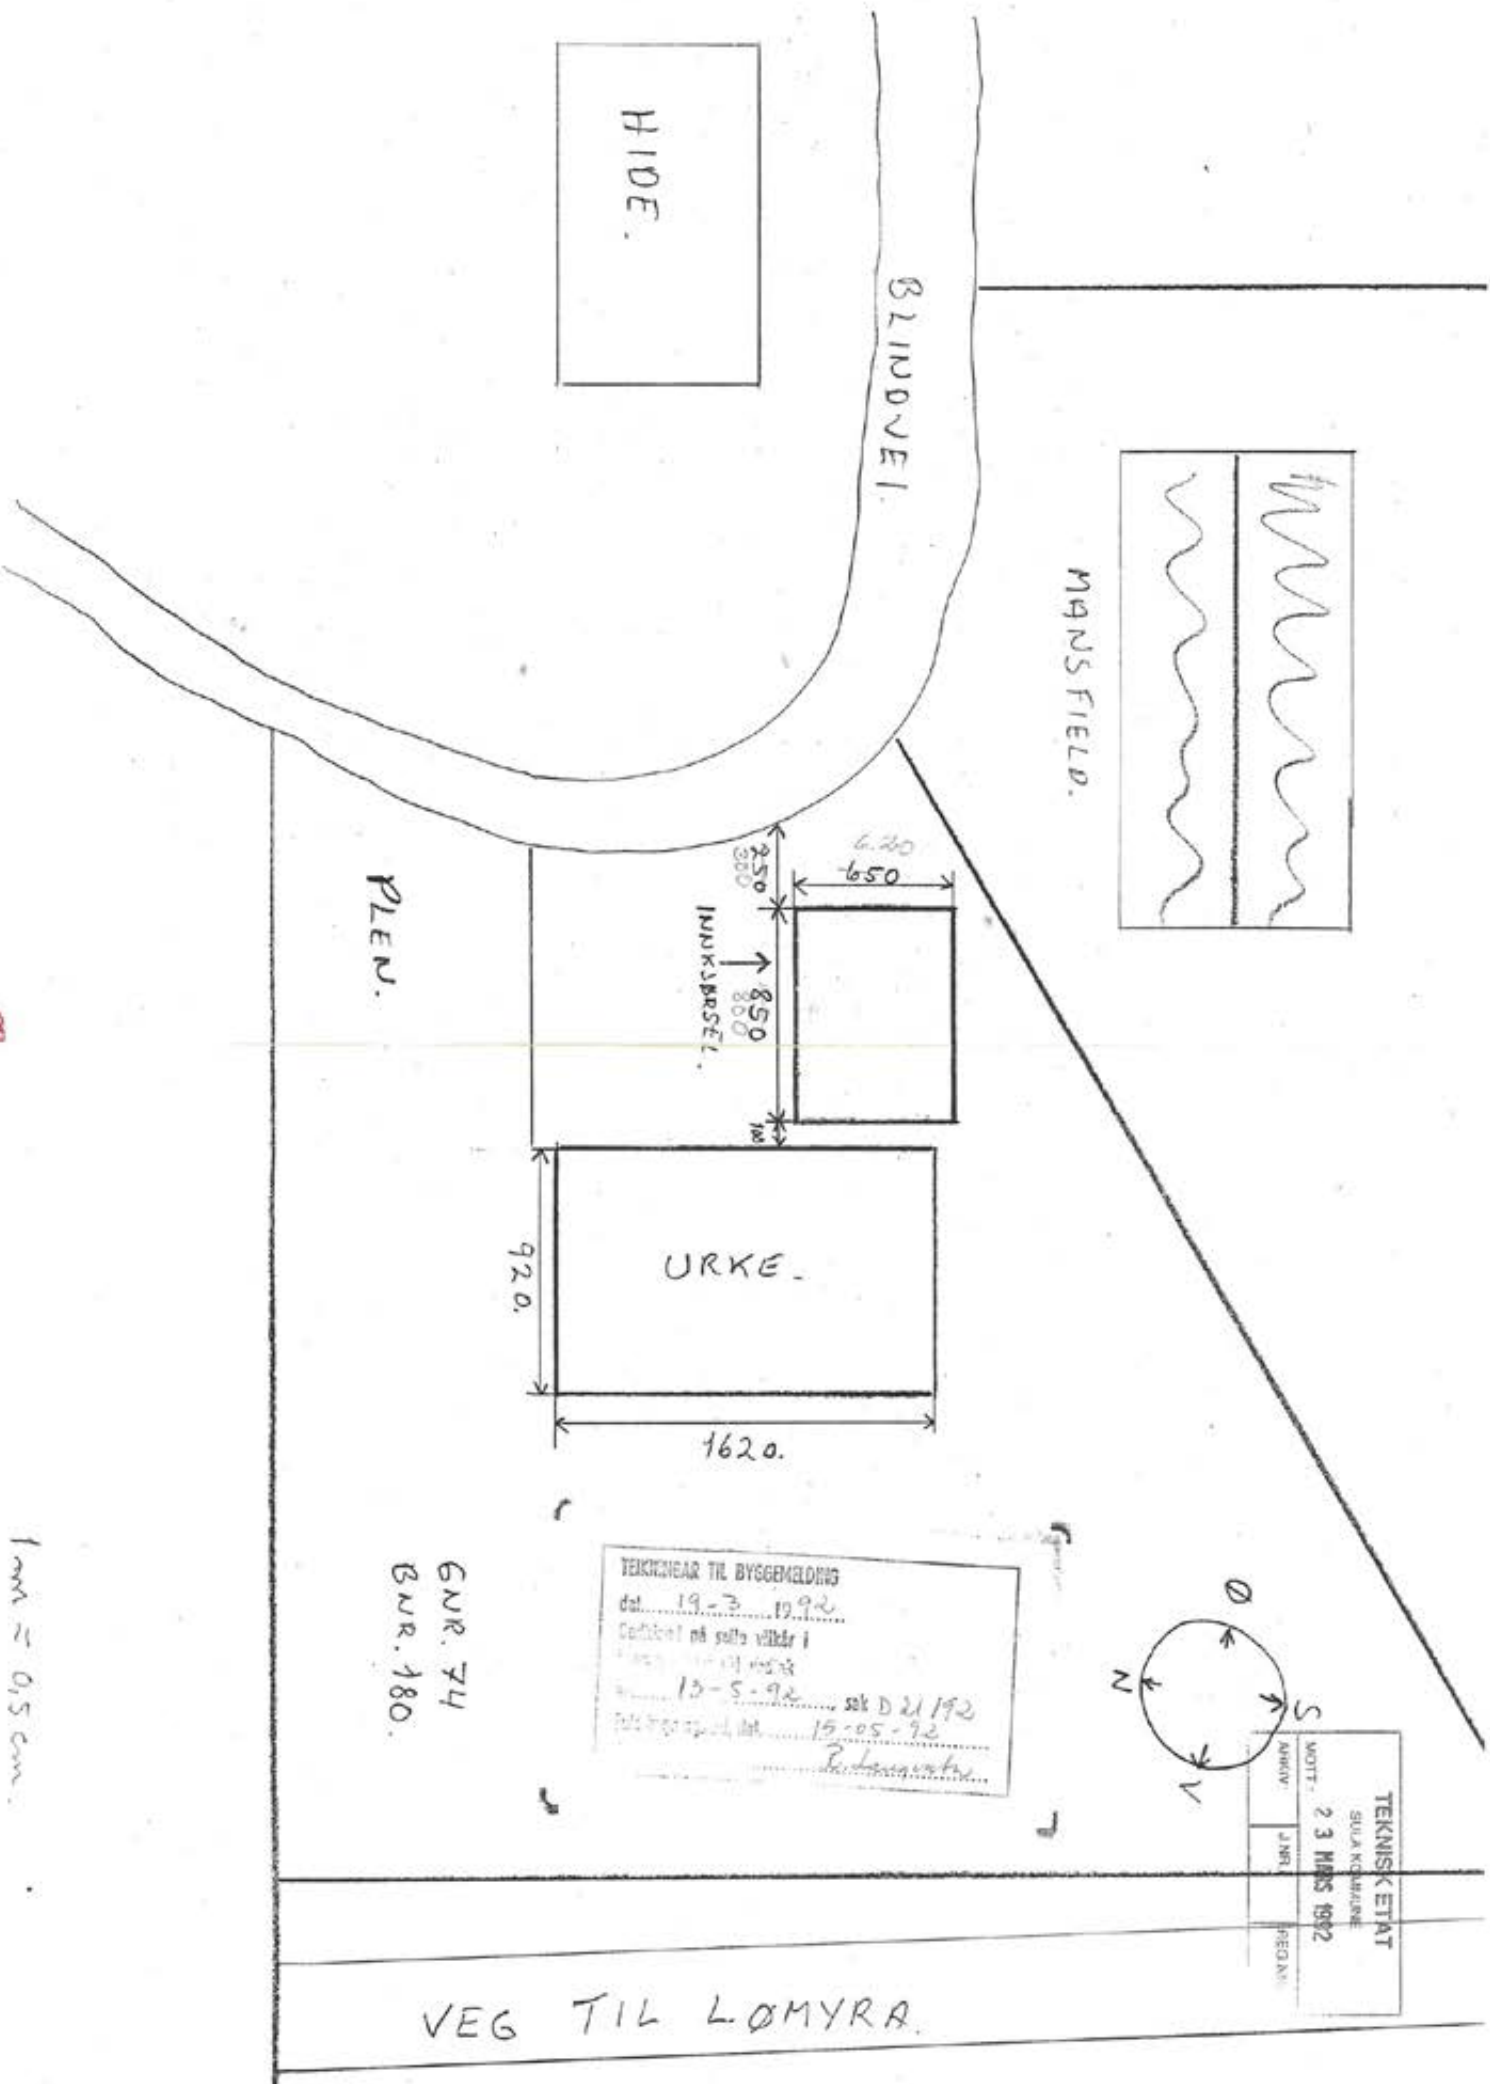 HIDE.
BLINDVEI.
MANSFIELD.
6.20
650
250
300
850
800
INNKJØRSEL.
100
PLEN.
URKE.
920.
1620.
GNR. 74
BNR. 180.
TEIKNINGAR TIL BYGGEMELDING
dat. 19-3 1992
Godkjent på vilkår i
13-5-92 sak D 21/92
dat. 15-05-92
Ø
S
N
V
TEKNISK ETAT
SULA KOMMUNE
MOTT: 23 MARS 1992
ARKIV: J.NR.
VEG TIL LØMYRA.
1 mm = 0,5 cm.